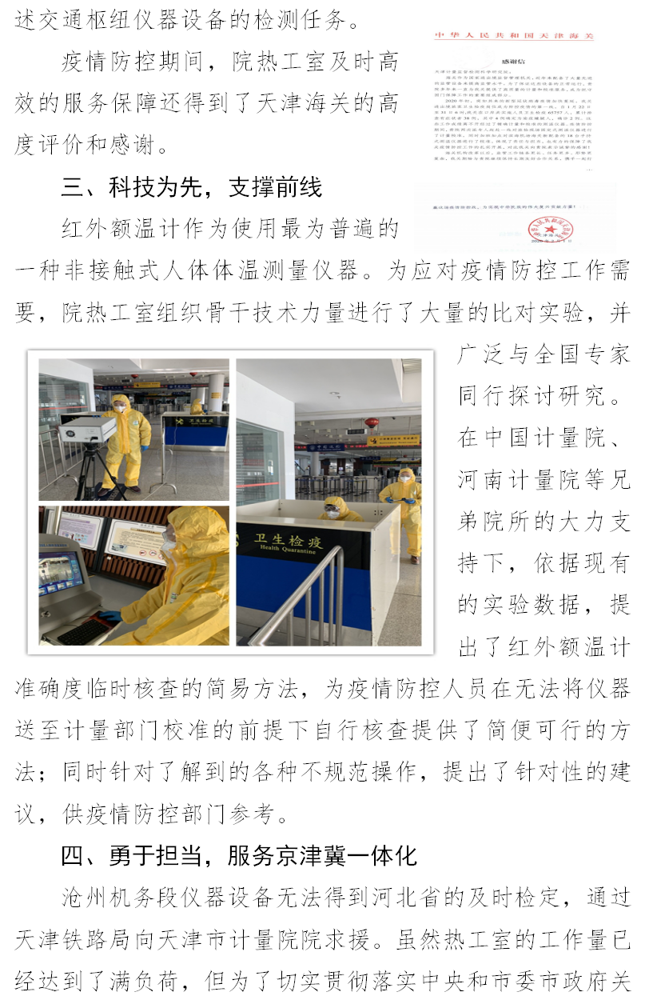 述交通枢纽仪器设备的检测任务。
疫情防控期间，院热工室及时高
效的服务保障还得到了天津海关的高
度评价和感谢。
中华人民共和国天津海关
感谢信
三、科技为先，支撑前线
红外额温计作为使用最为普遍的
一种非接触式人体体温测量仪器。为应对疫情防控工作需
要，院热工室组织骨干技术力量进行了大量的比对实验，并
广泛与全国专家
同行探讨研究。
在中国计量院、
河南计量院等兄
弟院所的大力支
持下，依据现有
的实验数据，提
出了红外额温计
卫生检疫
卫生检疫
Health Quarantine
准确度临时核查的简易方法，为疫情防控人员在无法将仪器
送至计量部门校准的前提下自行核查提供了简便可行的方
法；同时针对了解到的各种不规范操作，提出了针对性的建
议，供疫情防控部门参考。
四、勇于担当，服务京津冀一体化
沧州机务段仪器设备无法得到河北省的及时检定，通过
天津铁路局向天津市计量院院求援。虽然热工室的工作量已
经达到了满负荷，但为了切实贯彻落实中央和市委市政府关